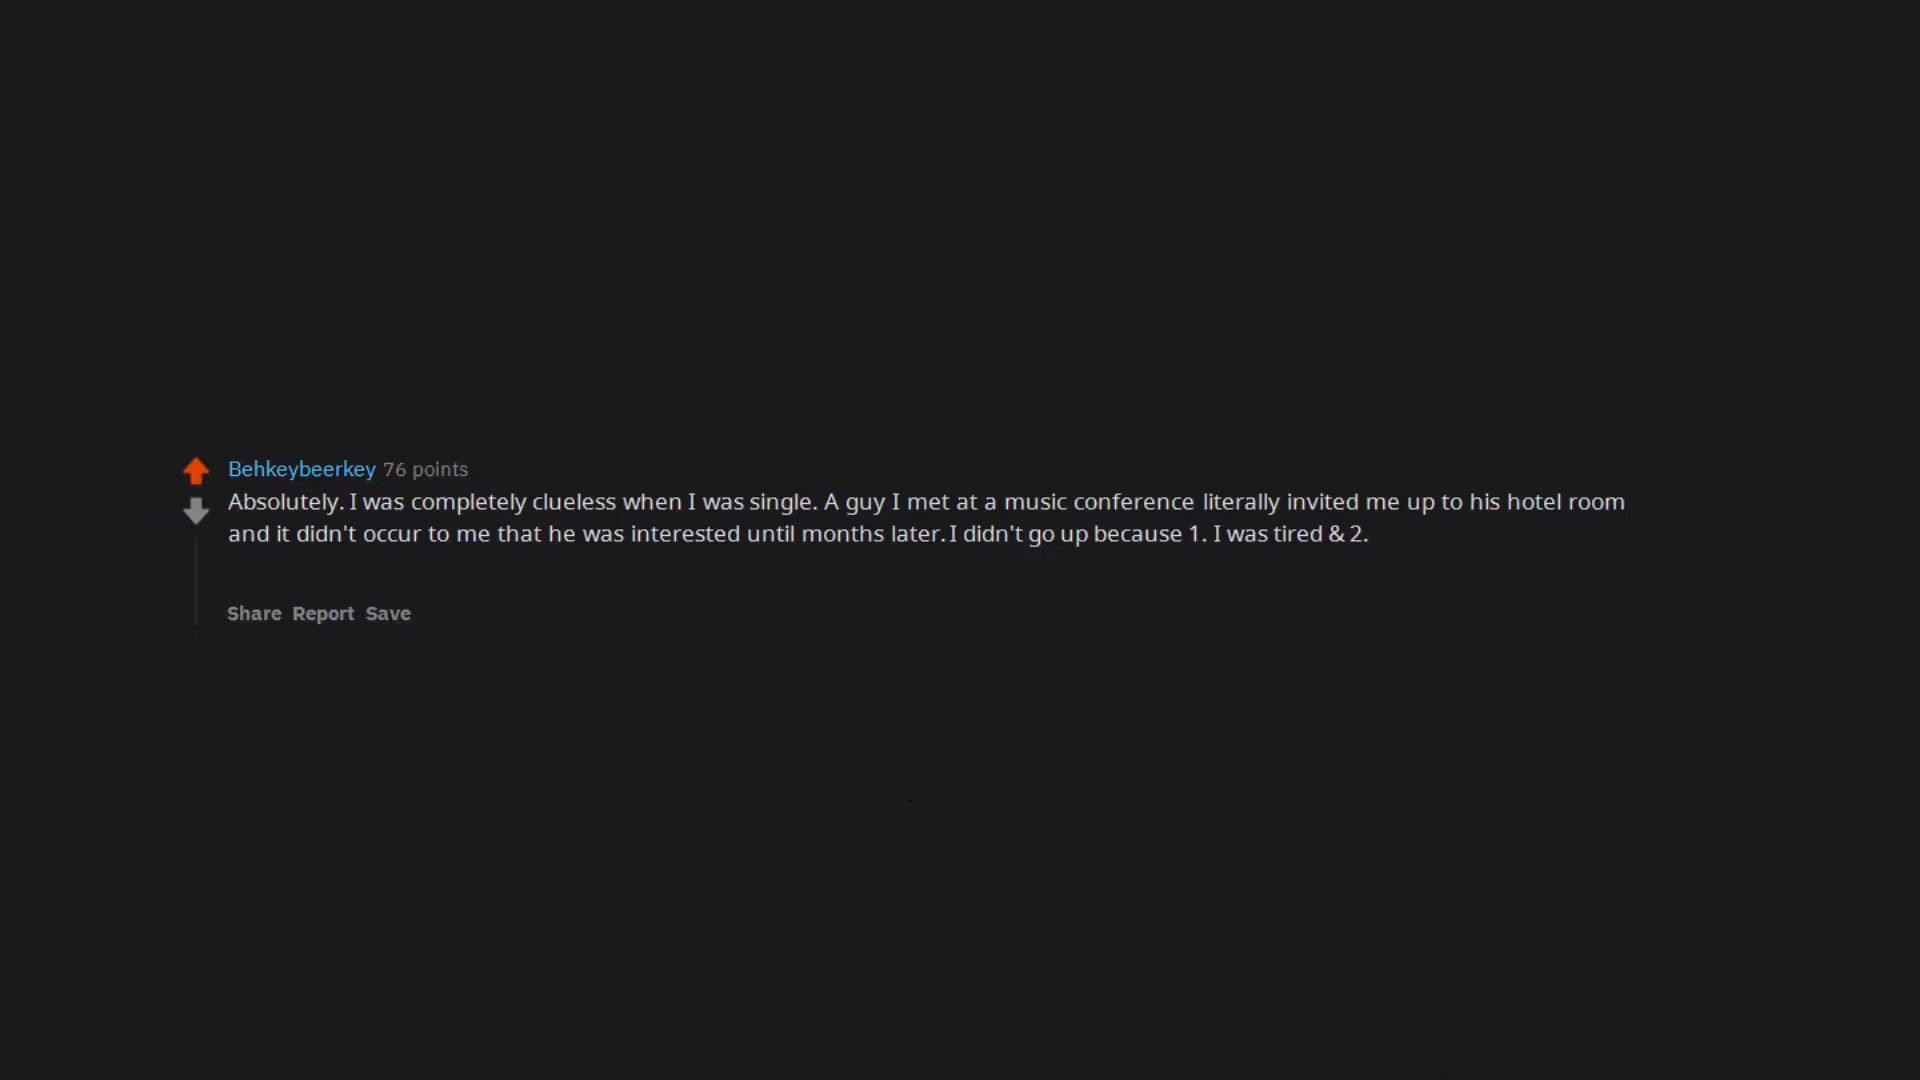 Behkeybeerkey 76 points
Absolutely. I was completely clueless when I was single. A guy I met at a music conference literally invited me up to his hotel room
and it didn't occur to me that he was interested until months later. I didn't go up because 1. I was tired & 2.
Share Report Save